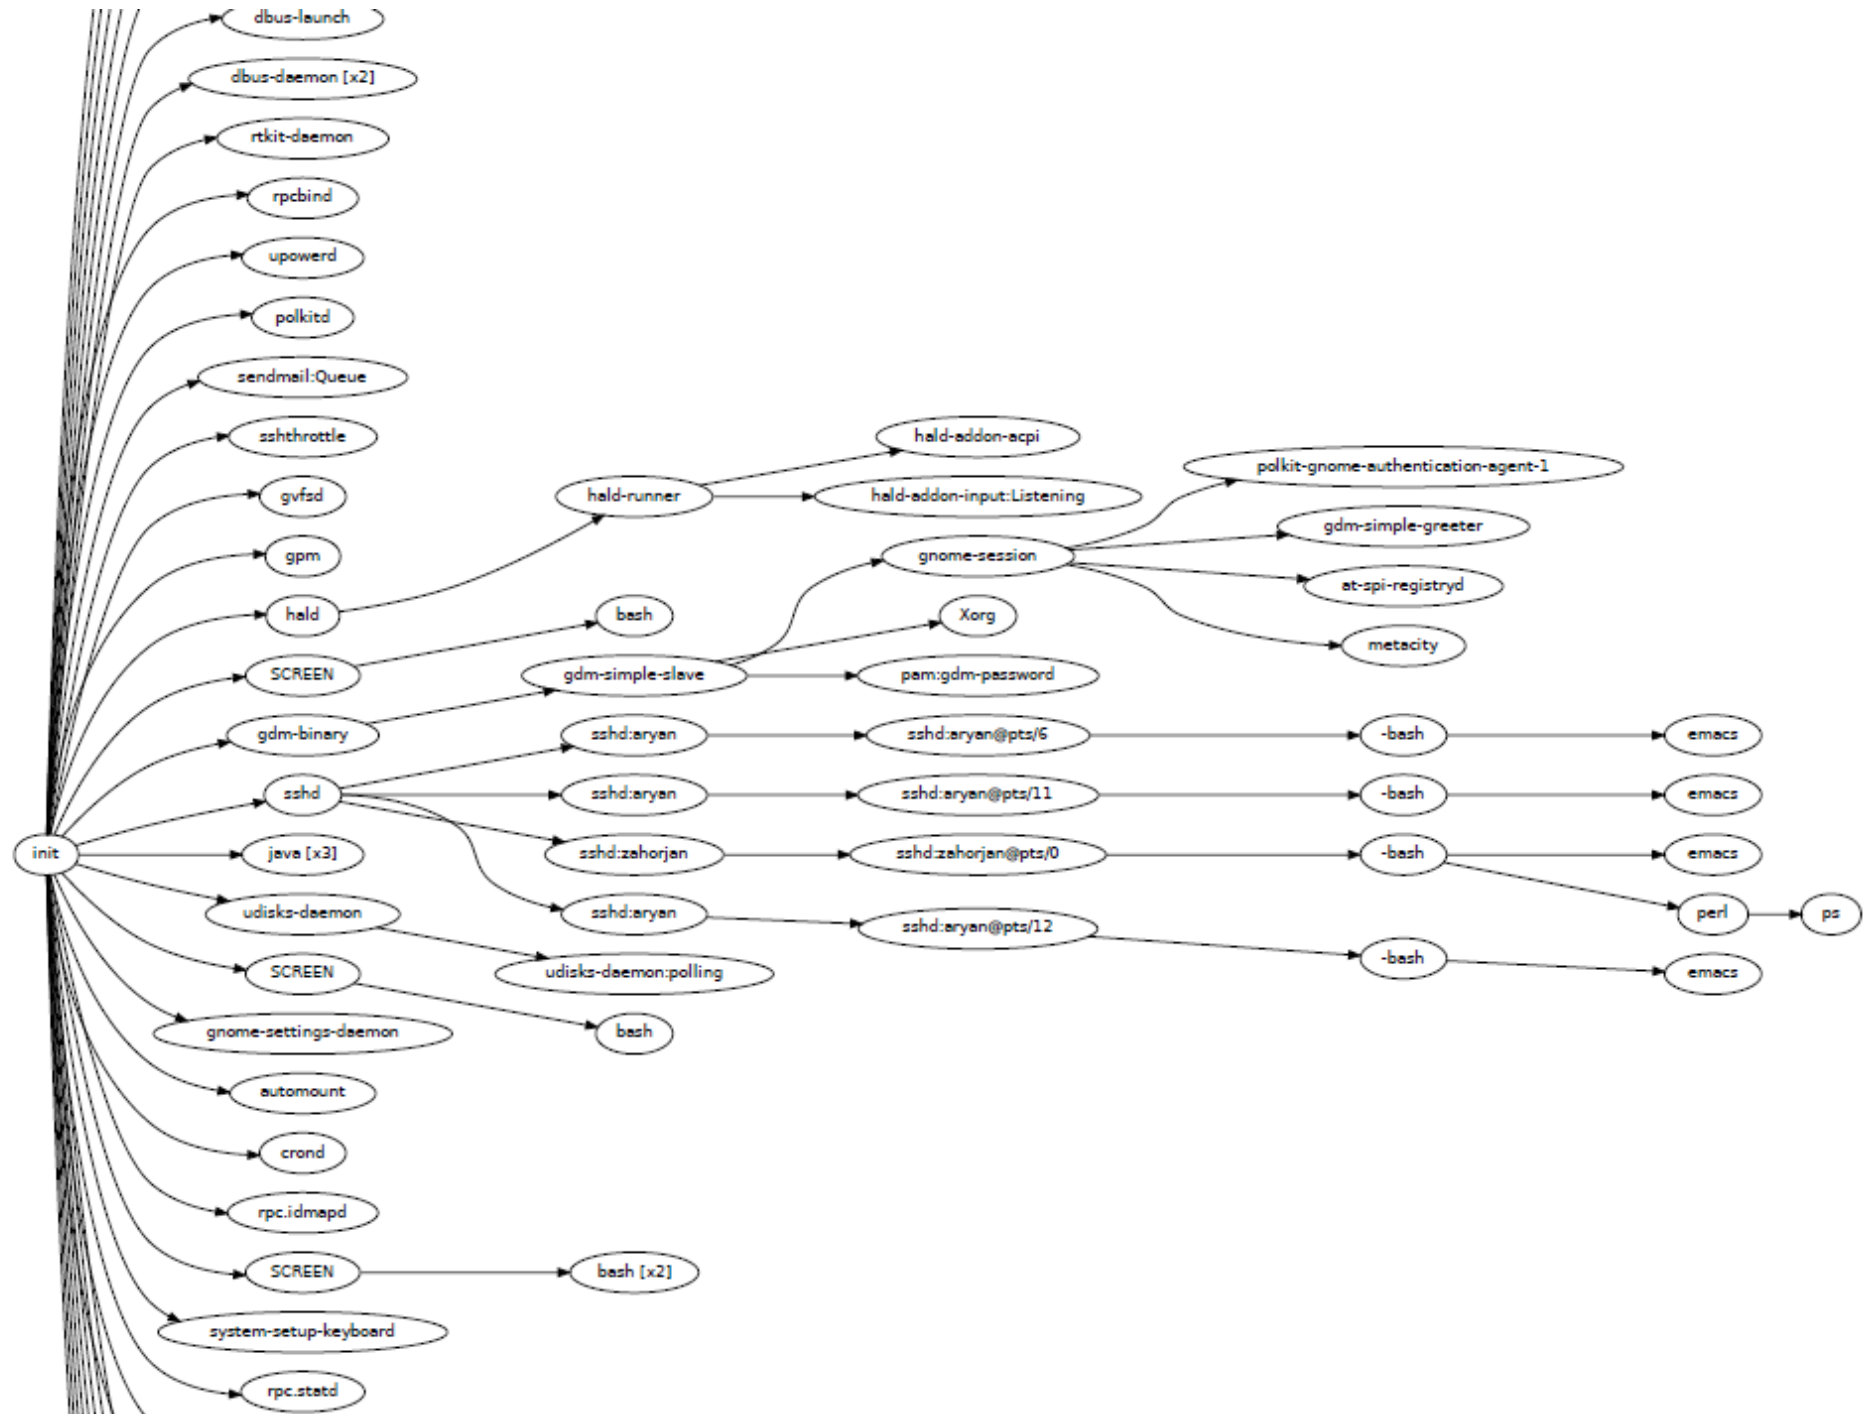 dbus-launch
dbus-daemon [x2]
rtkit-daemon
rpcbind
upowerd
polkitd
sendmail:Queue
sshthrottle
hald-addon-acpi
polkit-gnome-authentication-agent-1
gvfsd
hald-runner
hald-addon-input:Listening
gdm-simple-greeter
gpm
gnome-session
at-spi-registryd
hald
bash
Xorg
metacity
SCREEN
gdm-simple-slave
pam:gdm-password
gdm-binary
sshd:aryan
sshd:aryan@pts/6
-bash
emacs
sshd
sshd:aryan
sshd:aryan@pts/11
-bash
emacs
init
java [x3]
sshd:zahorjan
sshd:zahorjan@pts/0
-bash
emacs
udisks-daemon
sshd:aryan
sshd:aryan@pts/12
perl
ps
SCREEN
udisks-daemon:polling
-bash
emacs
gnome-settings-daemon
bash
automount
crond
rpc.idmapd
SCREEN
bash [x2]
system-setup-keyboard
rpc.statd